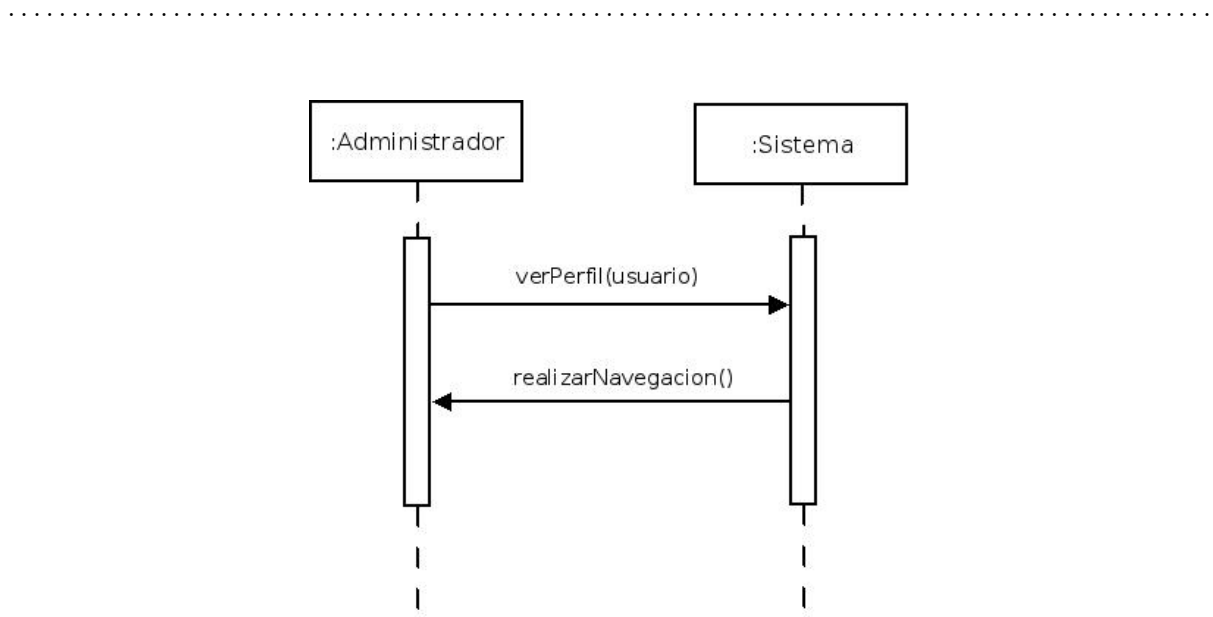 :Administrador
:Sistema
verPerfil(usuario)
realizarNavegacion()